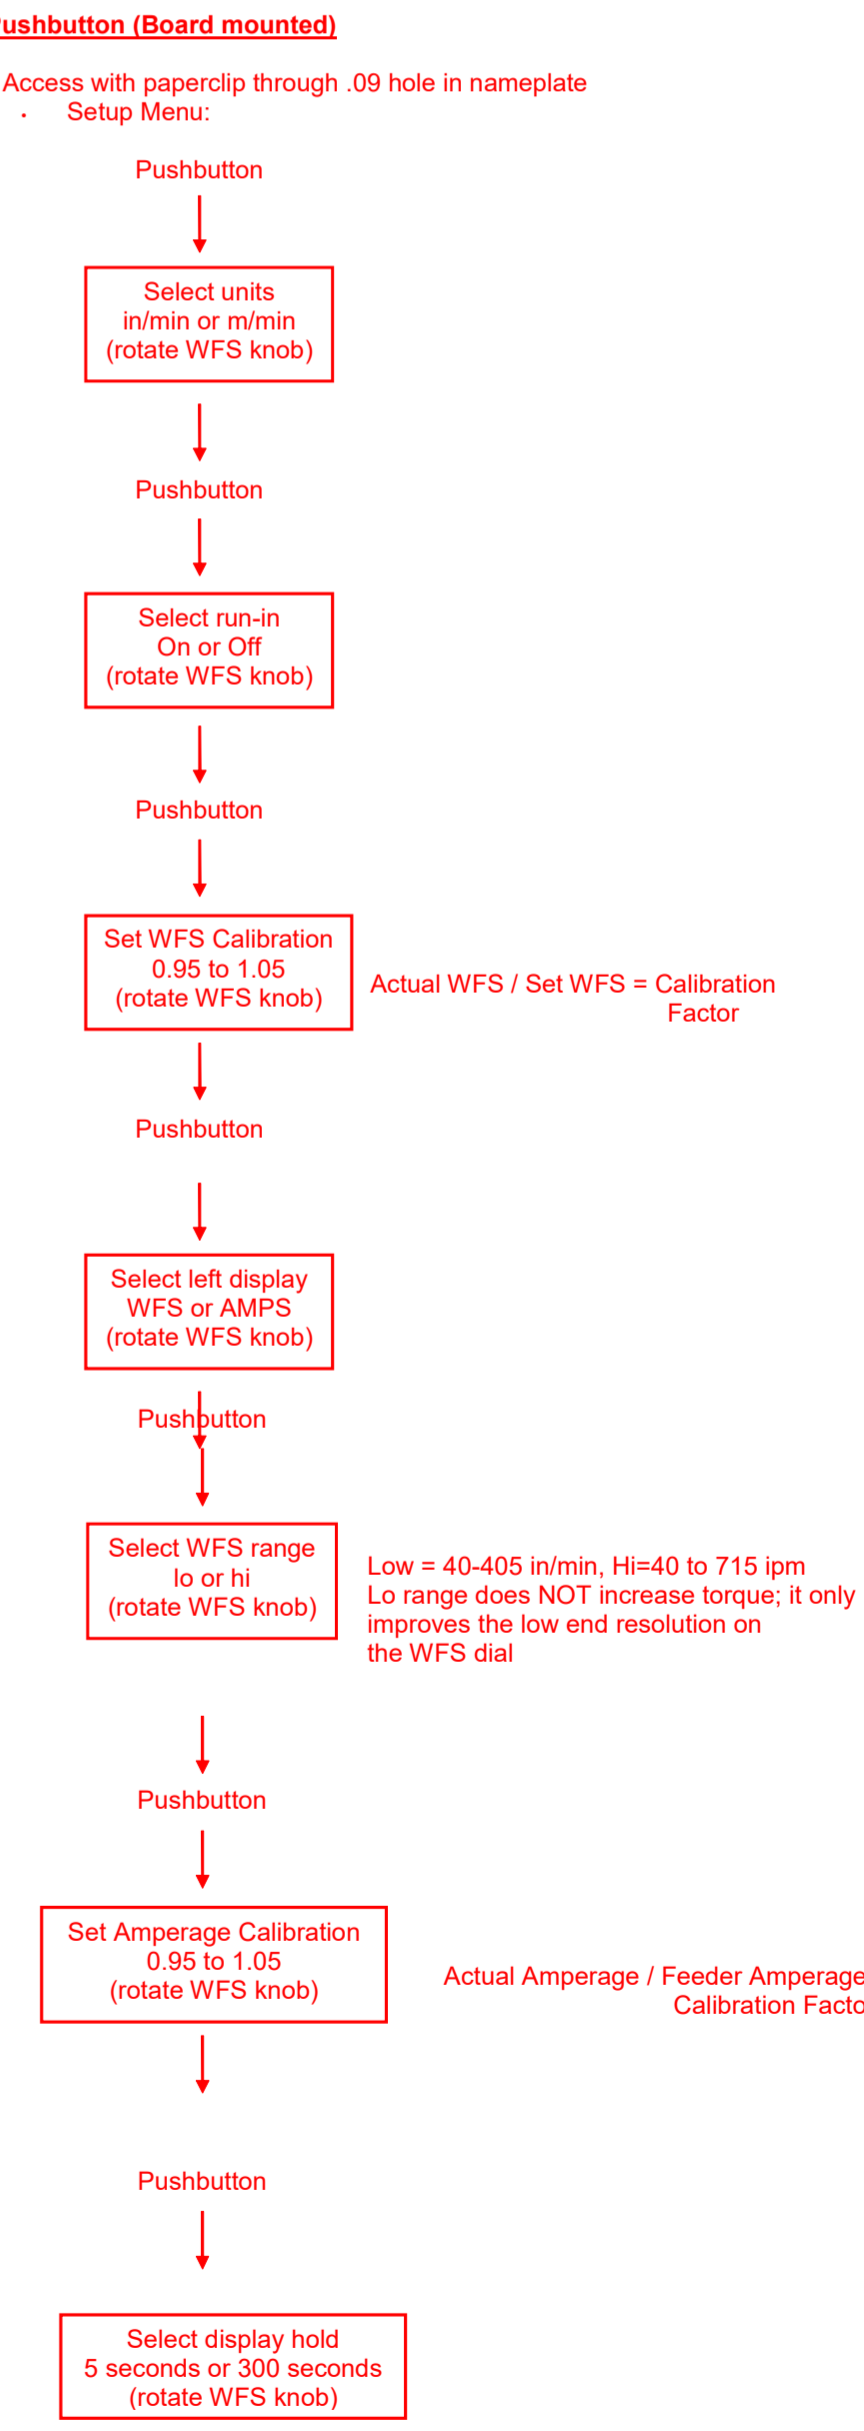 ushbutton (Board mounted)
Access with paperclip through .09 hole in nameplate
· Setup Menu:
Pushbutton
Select units
in/min or m/min
(rotate WFS knob)
Pushbutton
Select run-in
On or Off
(rotate WFS knob)
Pushbutton
Set WFS Calibration
0.95 to 1.05
(rotate WFS knob)
Actual WFS / Set WFS = Calibration
Factor
Pushbutton
Select left display
WFS or AMPS
(rotate WFS knob)
Pushbutton
Select WFS range
lo or hi
(rotate WFS knob)
Low = 40-405 in/min, Hi=40 to 715 ipm
Lo range does NOT increase torque; it only
improves the low end resolution on
the WFS dial
Pushbutton
Set Amperage Calibration
0.95 to 1.05
(rotate WFS knob)
Actual Amperage / Feeder Amperage
Calibration Facto
Pushbutton
Select display hold
5 seconds or 300 seconds
(rotate WFS knob)